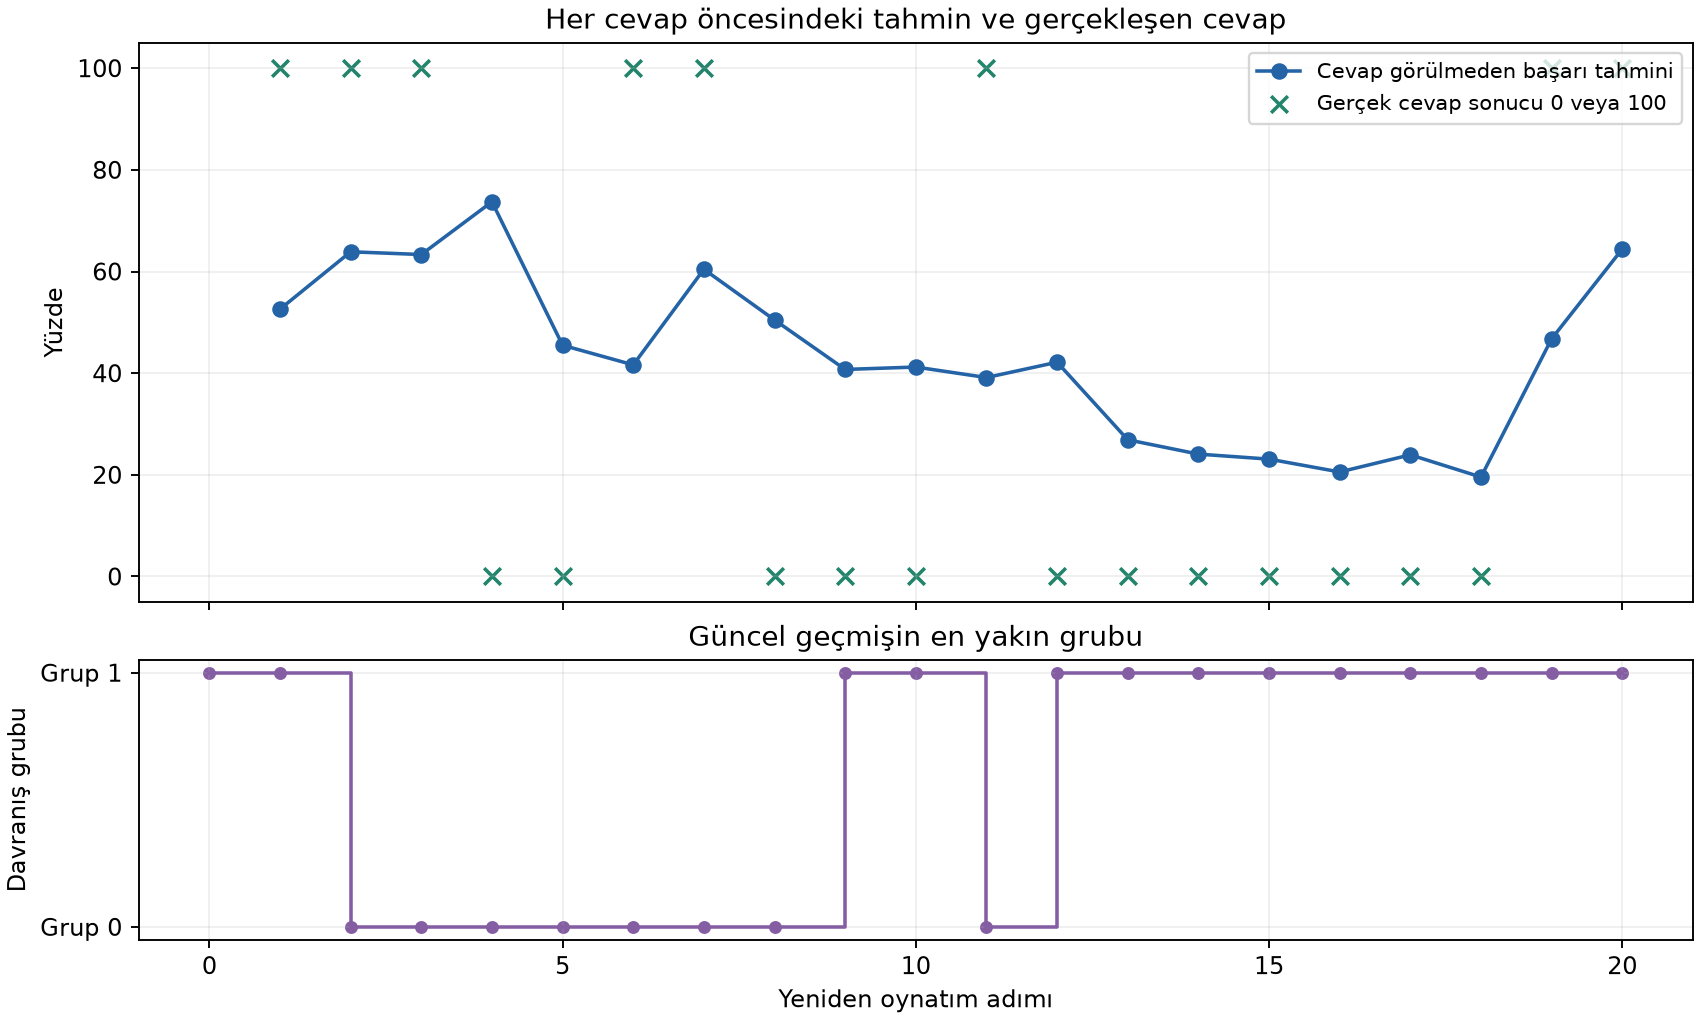 Her cevap öncesindeki tahmin ve gerçekleşen cevap
100
80
60
40
20
0
Yüzde
Cevap görülmeden başarı tahmini
Gerçek cevap sonucu 0 veya 100
Güncel geçmişin en yakın grubu
Grup 1
Grup 0
Davranış grubu
0 5 10 15 20
Yeniden oynatım adımı